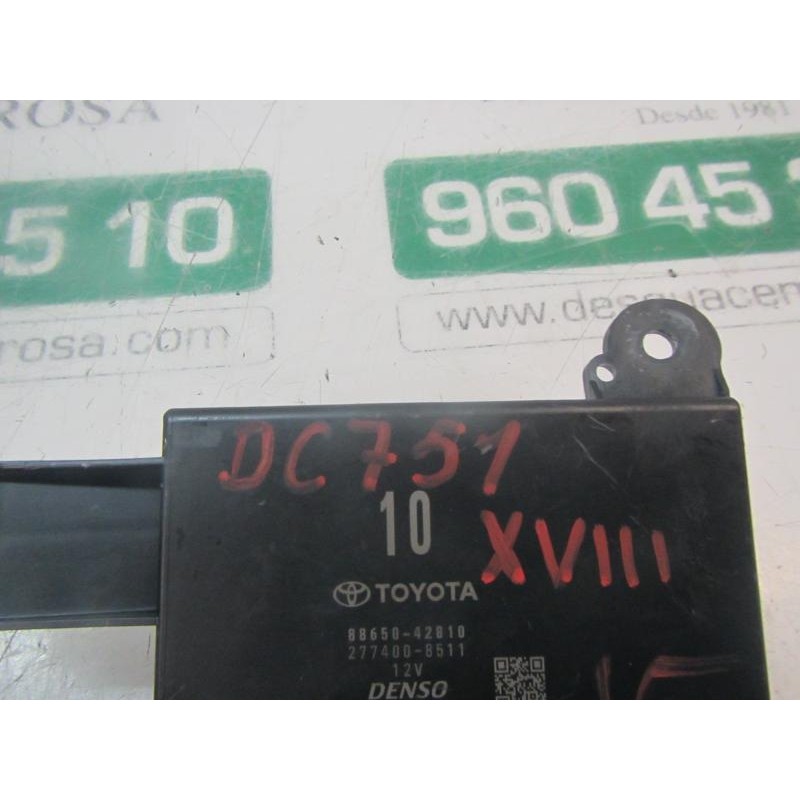 ROSA
Desde 1981
5 10
960 45
www.desguacen
rosa.com
DC751
10
XVIII
TOYOTA
88650-42810
277400-8511
12V
DENSO